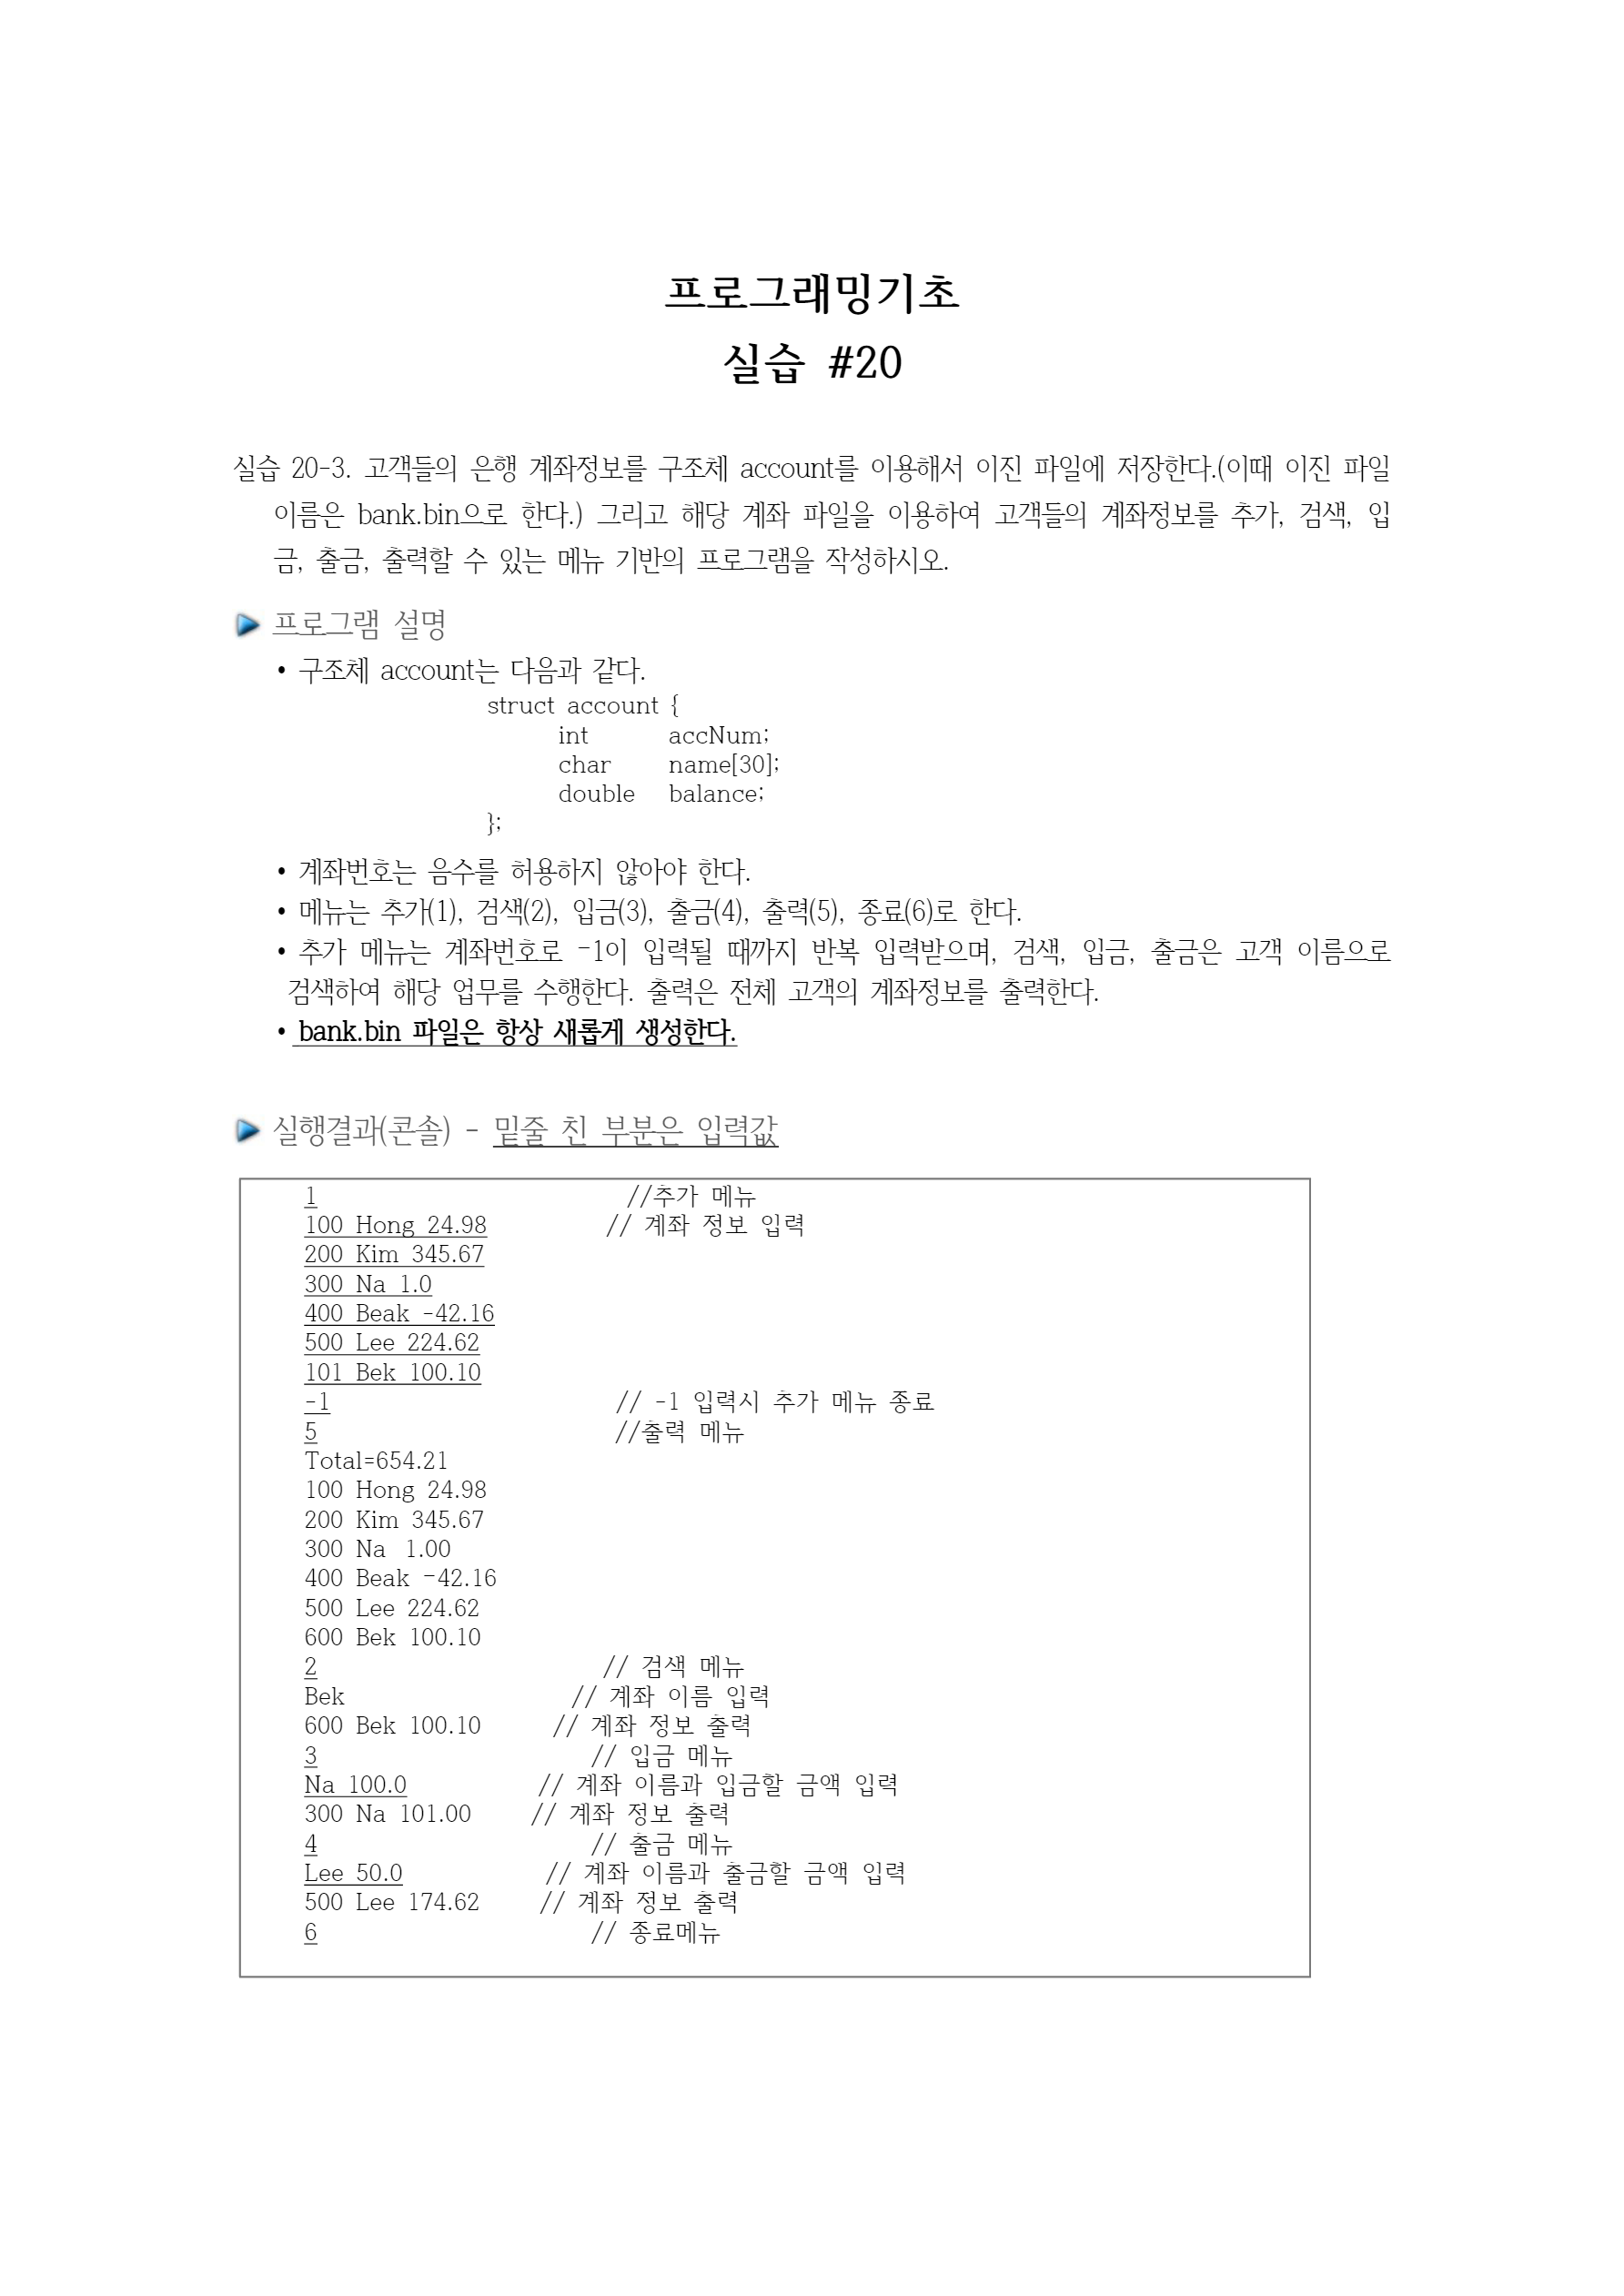 프로그래밍기초
실습 #20
실습 20-3. 고객들의 은행 계좌정보를 구조체 account를 이용해서 이진 파일에 저장한다.(이때 이진 파일
이름은 bank.bin으로 한다.) 그리고 해당 계좌 파일을 이용하여 고객들의 계좌정보를 추가, 검색, 입
금, 출금, 출력할 수 있는 메뉴 기반의 프로그램을 작성하시오.
프로그램 설명
• 구조체 account는 다음과 같다.
struct account {
int accNum;
char name[30];
double balance;
};
• 계좌번호는 음수를 허용하지 않아야 한다.
• 메뉴는 추가(1), 검색(2), 입금(3), 출금(4), 출력(5), 종료(6)로 한다.
• 추가 메뉴는 계좌번호로 -1이 입력될 때까지 반복 입력받으며, 검색, 입금, 출금은 고객 이름으로
검색하여 해당 업무를 수행한다. 출력은 전체 고객의 계좌정보를 출력한다.
• bank.bin 파일은 항상 새롭게 생성한다.
실행결과(콘솔) - 밑줄 친 부분은 입력값
1 //추가 메뉴
100 Hong 24.98 // 계좌 정보 입력
200 Kim 345.67
300 Na 1.0
400 Beak -42.16
500 Lee 224.62
101 Bek 100.10
-1 // -1 입력시 추가 메뉴 종료
5 //출력 메뉴
Total=654.21
100 Hong 24.98
200 Kim 345.67
300 Na 1.00
400 Beak -42.16
500 Lee 224.62
600 Bek 100.10
2 // 검색 메뉴
Bek // 계좌 이름 입력
600 Bek 100.10 // 계좌 정보 출력
3 // 입금 메뉴
Na 100.0 // 계좌 이름과 입금할 금액 입력
300 Na 101.00 // 계좌 정보 출력
4 // 출금 메뉴
Lee 50.0 // 계좌 이름과 출금할 금액 입력
500 Lee 174.62 // 계좌 정보 출력
6 // 종료메뉴